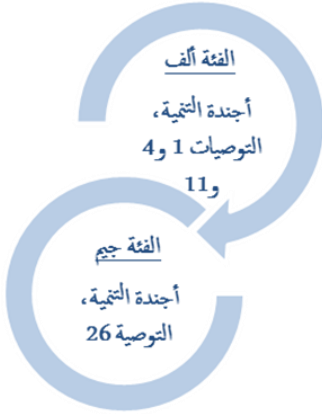 الفئة ألف
أجندة التنمية،
التوصيات 1 و4
و11
الفئة جيم
أجندة التنمية،
التوصية 26